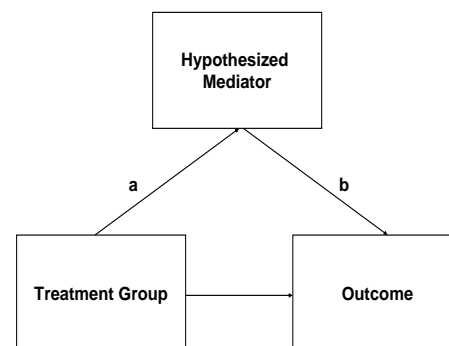 Hypothesized
Mediator
a
b
Treatment Group
Outcome